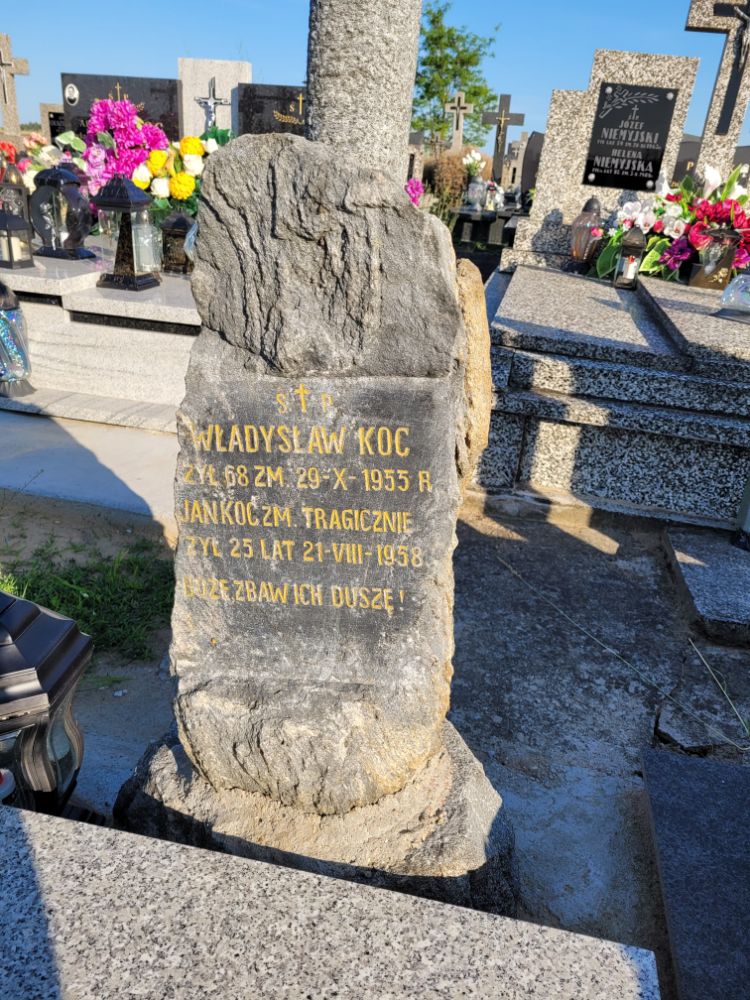 S † P
WŁADYSŁAW KOC
ŻYŁ 68 ZM. 29-X-1955 R
JAN KOC ZM. TRAGICZNIE
ŻYŁ 25 LAT 21-VIII-1958
BOŻE ZBAW ICH DUSZĘ!
JÓZEF
NIEMYJSKI
HELENA
NIEMYJSKA